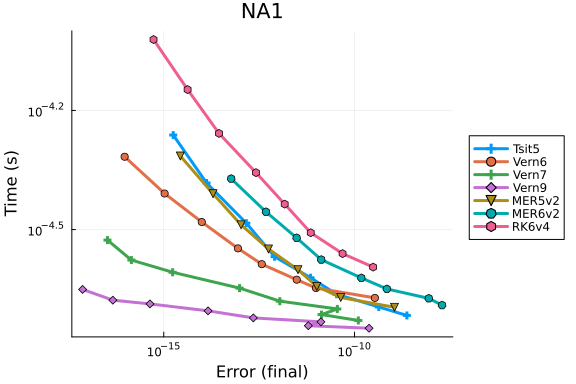 NA1
Time (s)
10^-4.2
10^-4.5
10^-15
10^-10
Error (final)
Tsit5
Vern6
Vern7
Vern9
MER5v2
MER6v2
RK6v4